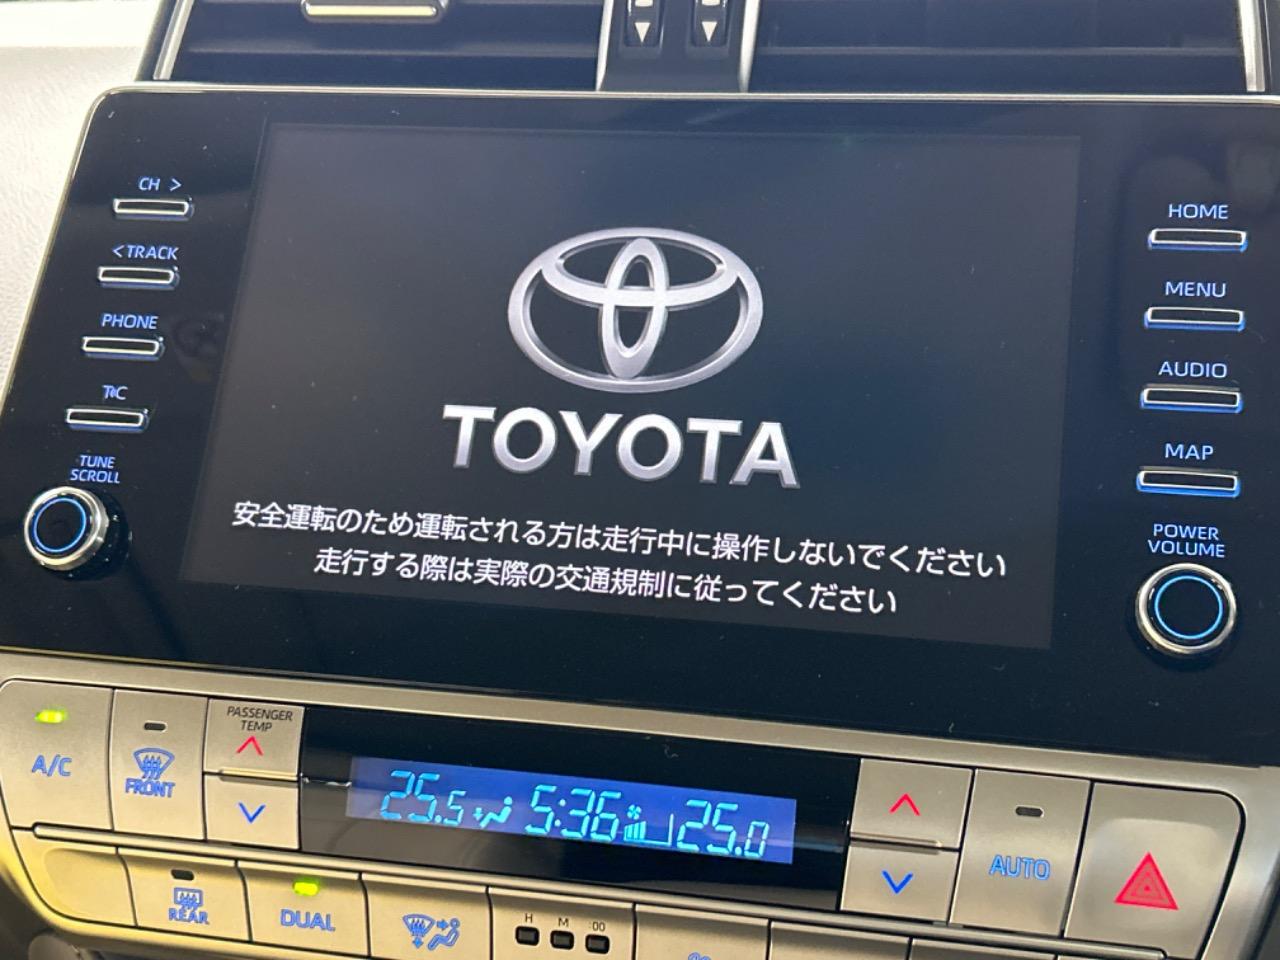 CH >
<TRACK
PHONE
T&C
TUNE
SCROLL
HOME
MENU
AUDIO
MAP
POWER
VOLUME
TOYOTA
安全運転のため運転される方は走行中に操作しないでください
走行する際は実際の交通規制に従ってください
A/C
FRONT
PASSENGER
TEMP
25.5 5:36 25.0
AUTO
REAR
DUAL
H M :00